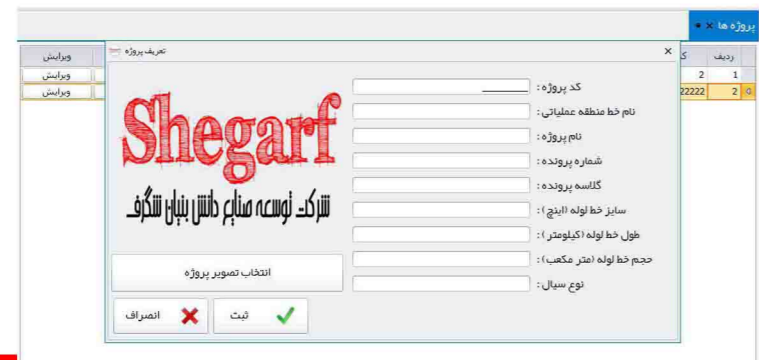 پروژه ها
ردیف
ک
ویرایش
1
2
ویرایش
2
22222
ویرایش
تعریف پروژه
کد پروژه :
نام خط منطقه عملیاتی :
نام پروژه :
شماره پرونده :
کلاسه پرونده :
سایز خط لوله (اینچ) :
طول خط لوله (کیلومتر) :
حجم خط لوله (متر مکعب) :
نوع سیال :
Shegarf
شرکت توسعه صنایع دانش بنیان شگرف
انتخاب تصویر پروژه
ثبت
انصراف